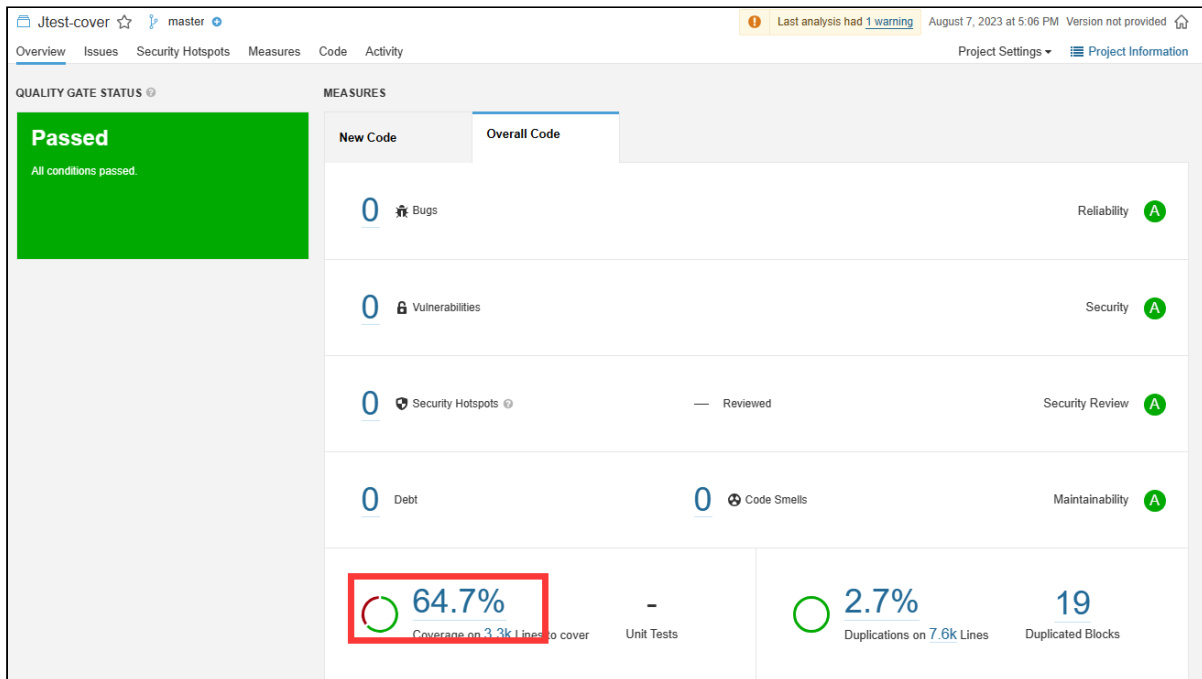 Jtest-cover master Last analysis had 1 warning August 7, 2023 at 5:06 PM Version not provided
Overview Issues Security Hotspots Measures Code Activity Project Settings Project Information
QUALITY GATE STATUS ?
Passed
All conditions passed.
MEASURES
New Code Overall Code
0 Bugs Reliability A
0 Vulnerabilities Security A
0 Security Hotspots ? — Reviewed Security Review A
0 Debt 0 Code Smells Maintainability A
64.7% - 2.7% 19
Coverage on 3.3k Lines to cover Unit Tests Duplications on 7.6k Lines Duplicated Blocks